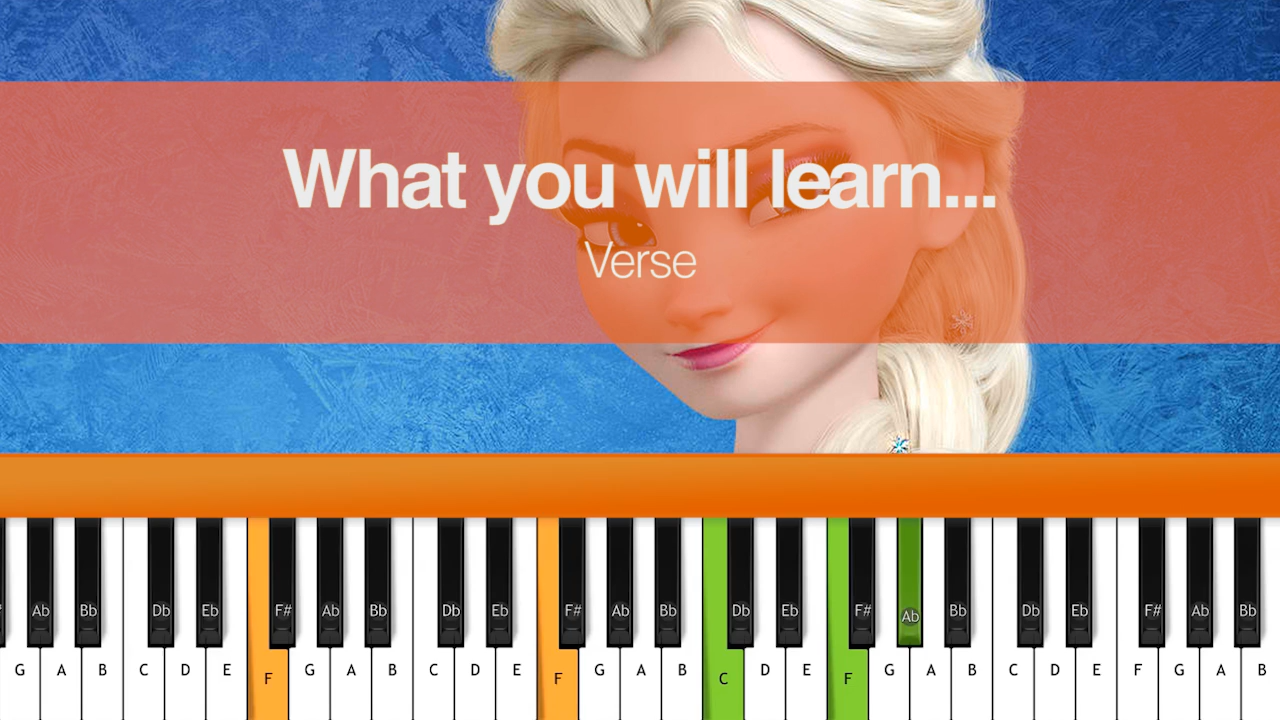 What you will learn...
Verse
Ab Bb Db Eb F# Ab Bb Db Eb F# Ab Bb Db Eb F# Ab Bb Db Eb F# Ab Bb
G A B C D E F G A B C D E F G A B C D E F G A B C D E F G A B